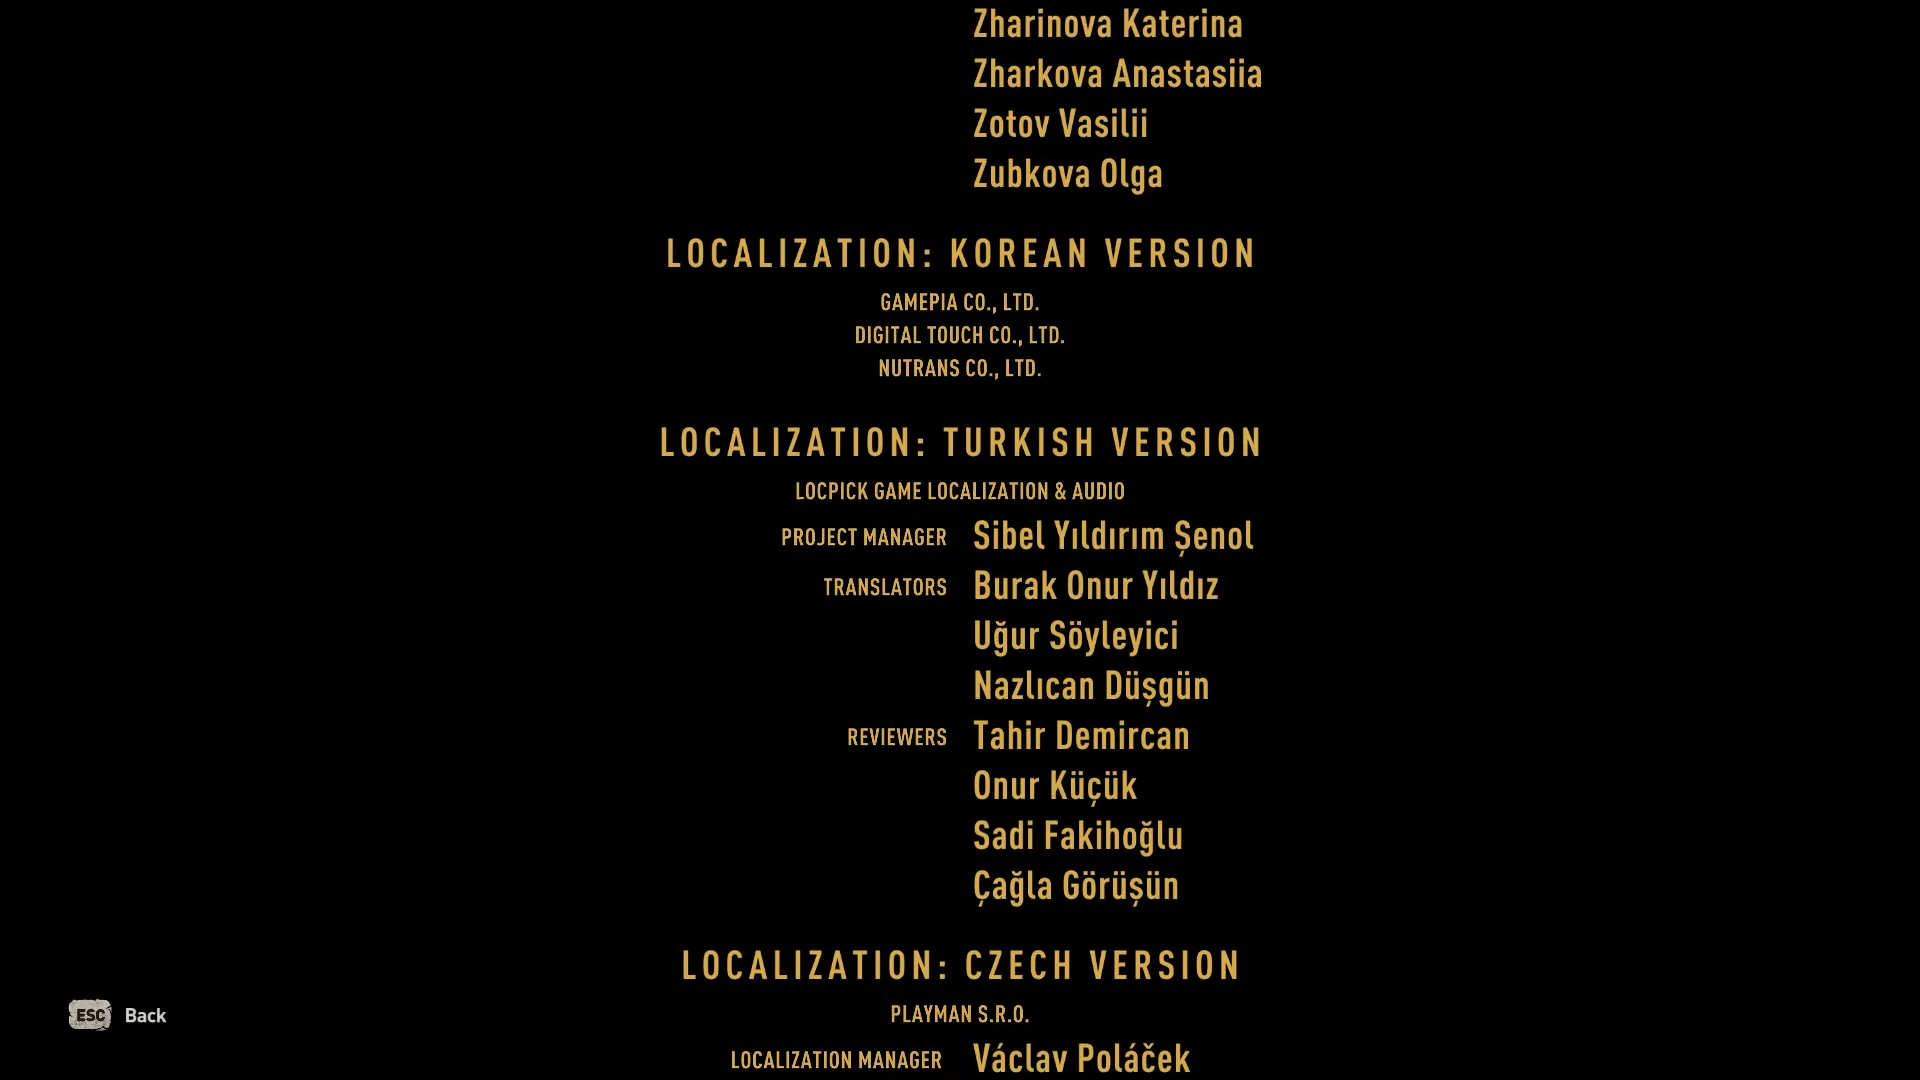 Zharinova Katerina
Zharkova Anastasiia
Zotov Vasilii
Zubkova Olga
LOCALIZATION: KOREAN VERSION
GAMEPIA CO., LTD.
DIGITAL TOUCH CO., LTD.
NUTRANS CO., LTD.
LOCALIZATION: TURKISH VERSION
LOCPICK GAME LOCALIZATION & AUDIO
PROJECT MANAGER Sibel Yıldırım Şenol
TRANSLATORS Burak Onur Yıldız
Uğur Söyleyici
Nazlıcan Düşgün
REVIEWERS Tahir Demircan
Onur Küçük
Sadi Fakihoğlu
Çağla Görüşün
LOCALIZATION: CZECH VERSION
PLAYMAN S.R.O.
ESC Back
LOCALIZATION MANAGER Václav Poláček